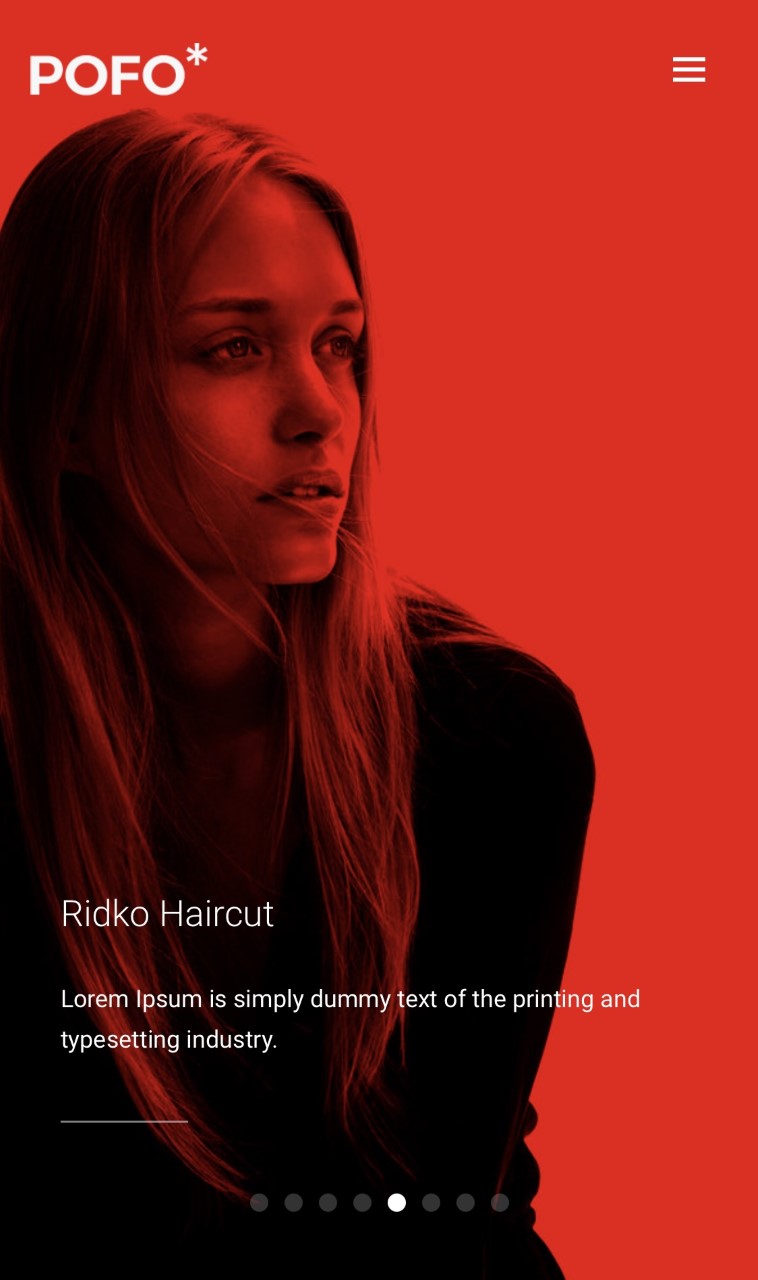 POFO*
Ridko Haircut
Lorem Ipsum is simply dummy text of the printing and
typesetting industry.